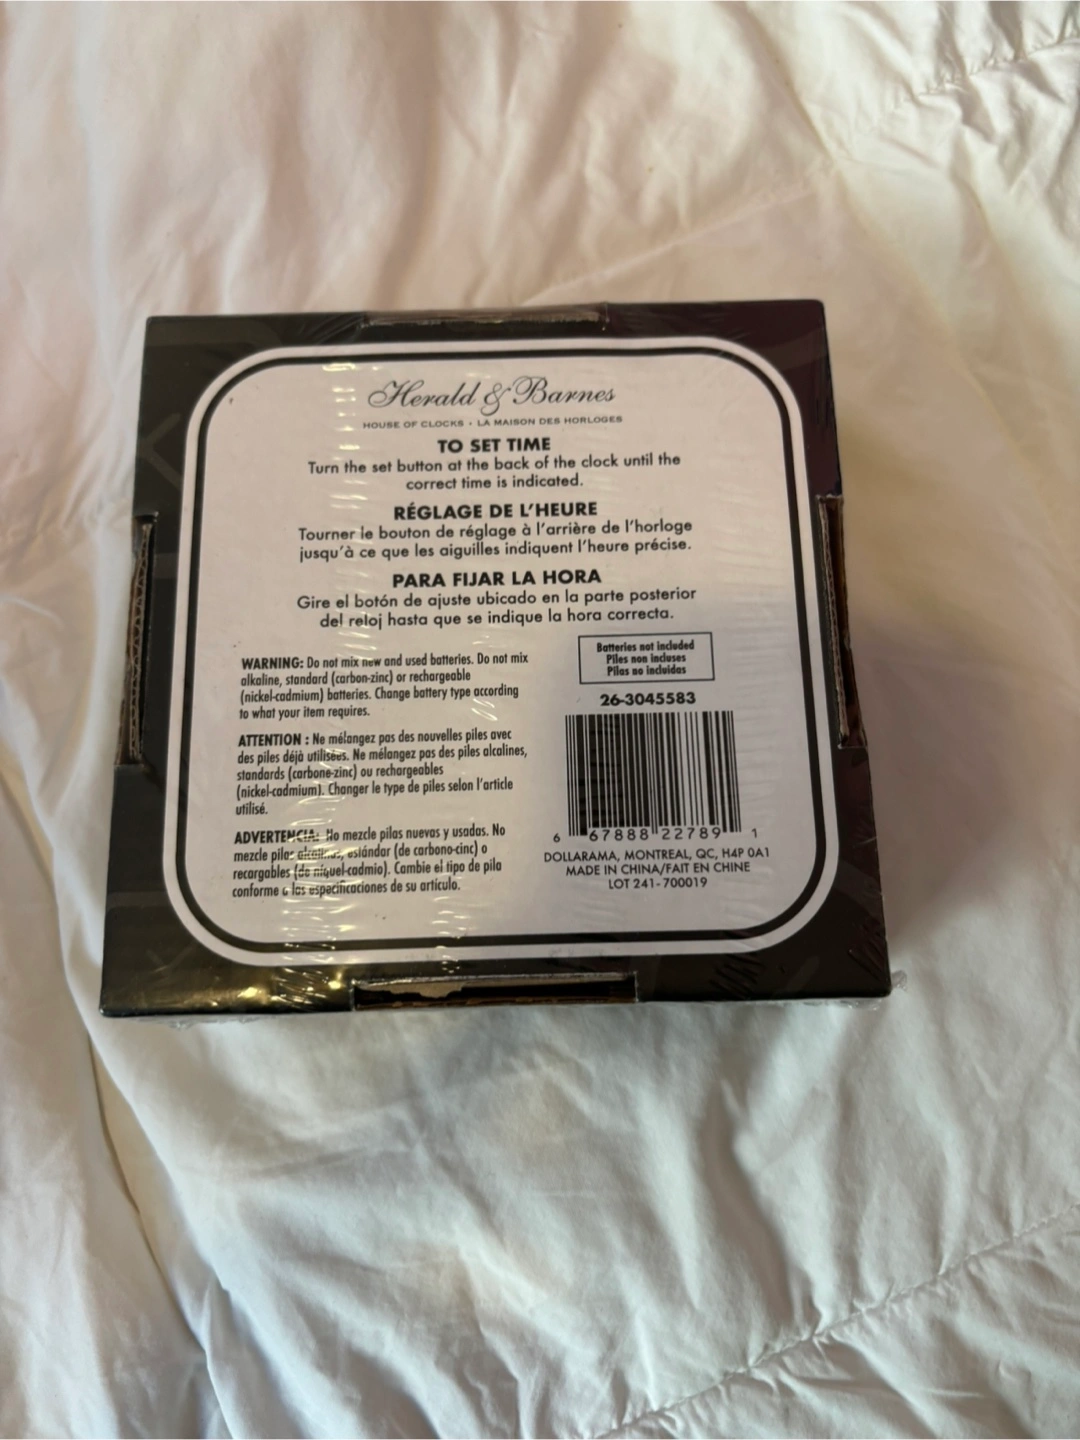 Herald & Barnes
HOUSE OF CLOCKS • LA MAISON DES HORLOGES
TO SET TIME
Turn the set button at the back of the clock until the
correct time is indicated.
RÉGLAGE DE L'HEURE
Tourner le bouton de réglage à l'arrière de l'horloge
jusqu'à ce que les aiguilles indiquent l'heure précise.
PARA FIJAR LA HORA
Gire el botón de ajuste ubicado en la parte posterior
del reloj hasta que se indique la hora correcta.
WARNING: Do not mix new and used batteries. Do not mix
alkaline, standard (carbon-zinc) or rechargeable
(nickel-cadmium) batteries. Change battery type according
to what your item requires.
ATTENTION : Ne mélangez pas des nouvelles piles avec
des piles déjà utilisées. Ne mélangez pas des piles alcalines,
standards (carbone-zinc) ou rechargeables
(nickel-cadmium). Changer le type de piles selon l'article
utilisé.
ADVERTENCIA: No mezcle pilas nuevas y usadas. No
mezcle pilas alcalinas, estándar (de carbono-cinc) o
recargables (de níquel-cadmio). Cambie el tipo de pila
conforme a las especificaciones de su artículo.
Batteries not included
Piles non incluses
Pilas no incluidas
26-3045583
6 67888 22789 1
DOLLARAMA, MONTREAL, QC, H4P 0A1
MADE IN CHINA/FAIT EN CHINE
LOT 241-700019